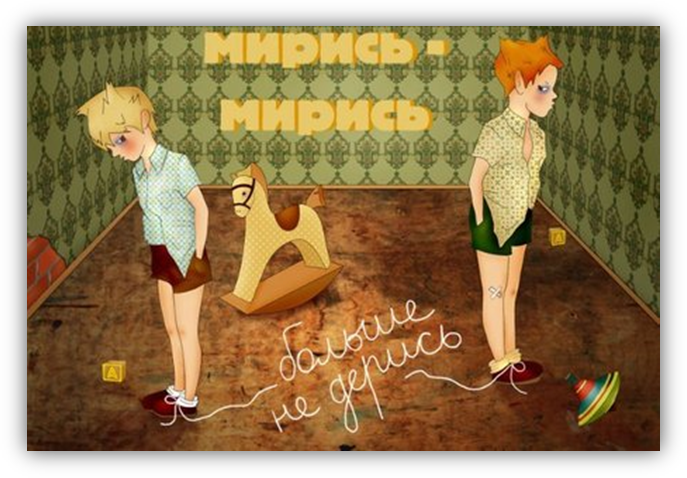 мирись -
мирись
больше
не дерись
А
А